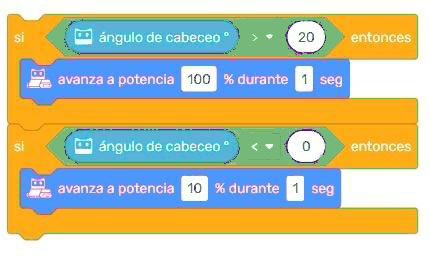 si ángulo de cabeceo ° > 20 entonces
avanza a potencia 100 % durante 1 seg
si ángulo de cabeceo ° < 0 entonces
avanza a potencia 10 % durante 1 seg